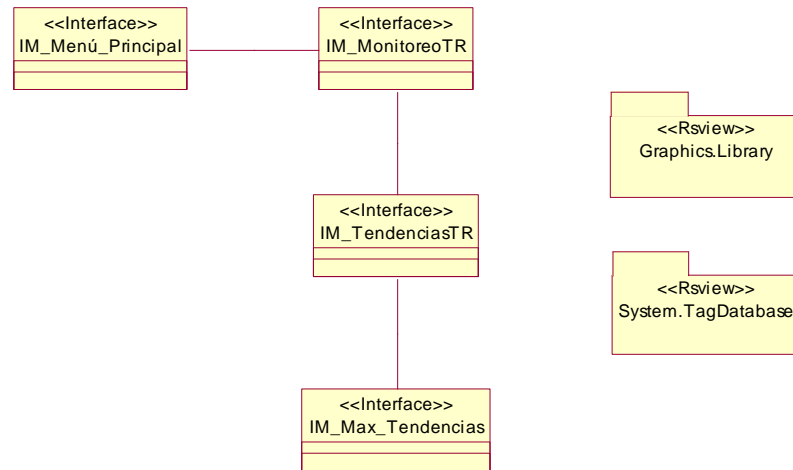 <<Interface>>
IM_Menú_Principal
<<Interface>>
IM_MonitoreoTR
<<Rsview>>
Graphics.Library
<<Interface>>
IM_TendenciasTR
<<Rsview>>
System.TagDatabase
<<Interface>>
IM_Max_Tendencias